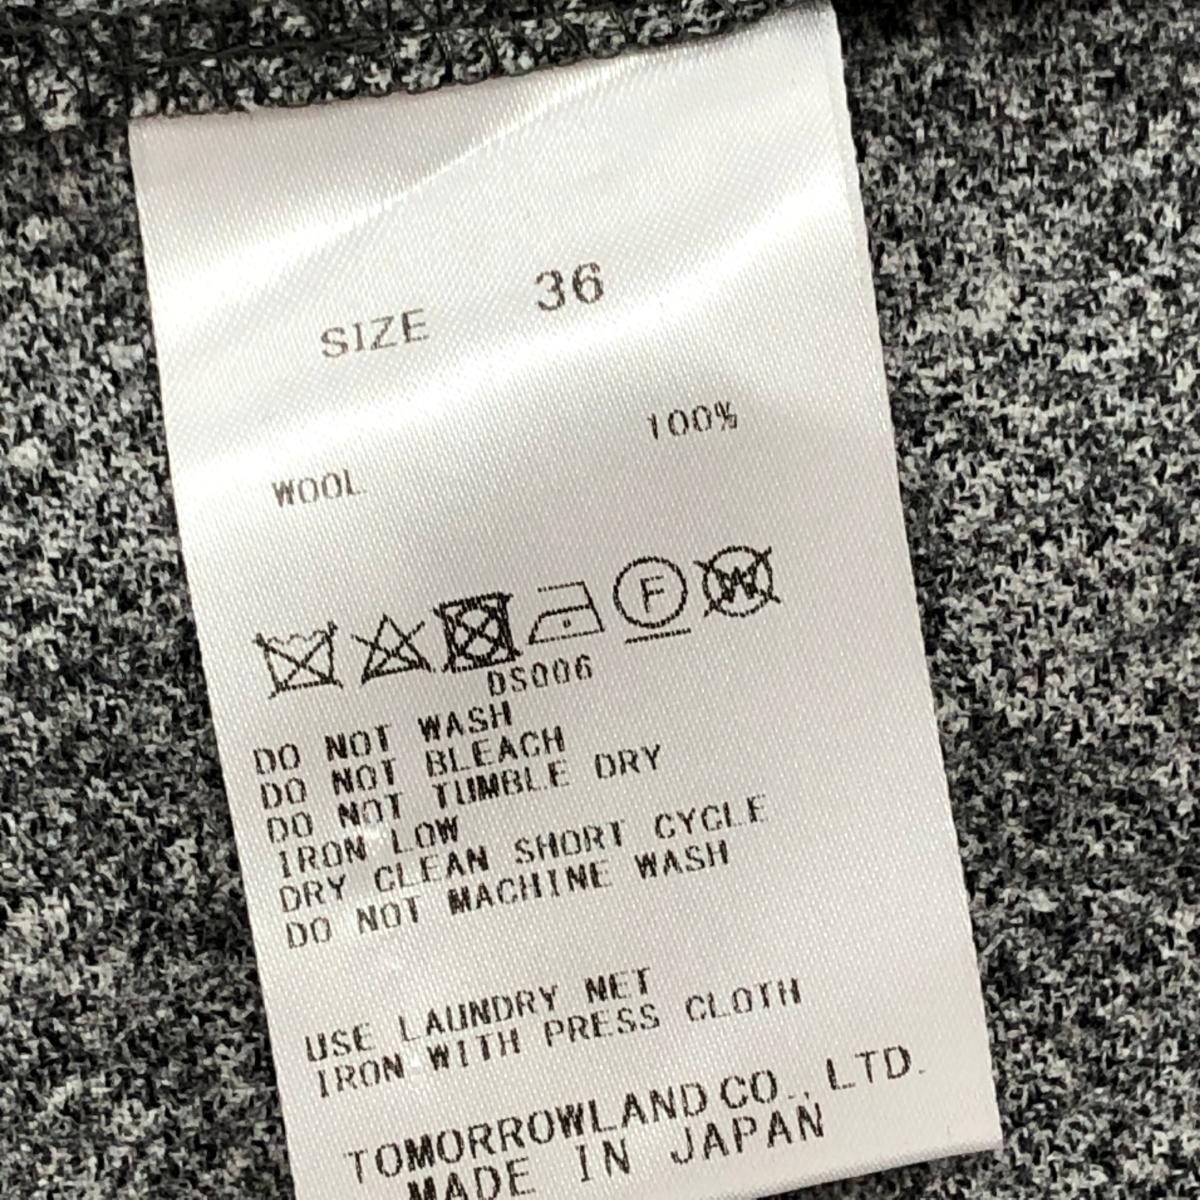 SIZE 36
WOOL 100%
F W
DS006
DO NOT WASH
DO NOT BLEACH
DO NOT TUMBLE DRY
IRON LOW
DRY CLEAN SHORT CYCLE
DO NOT MACHINE WASH
USE LAUNDRY NET
IRON WITH PRESS CLOTH
TOMORROWLAND CO., LTD.
MADE IN JAPAN